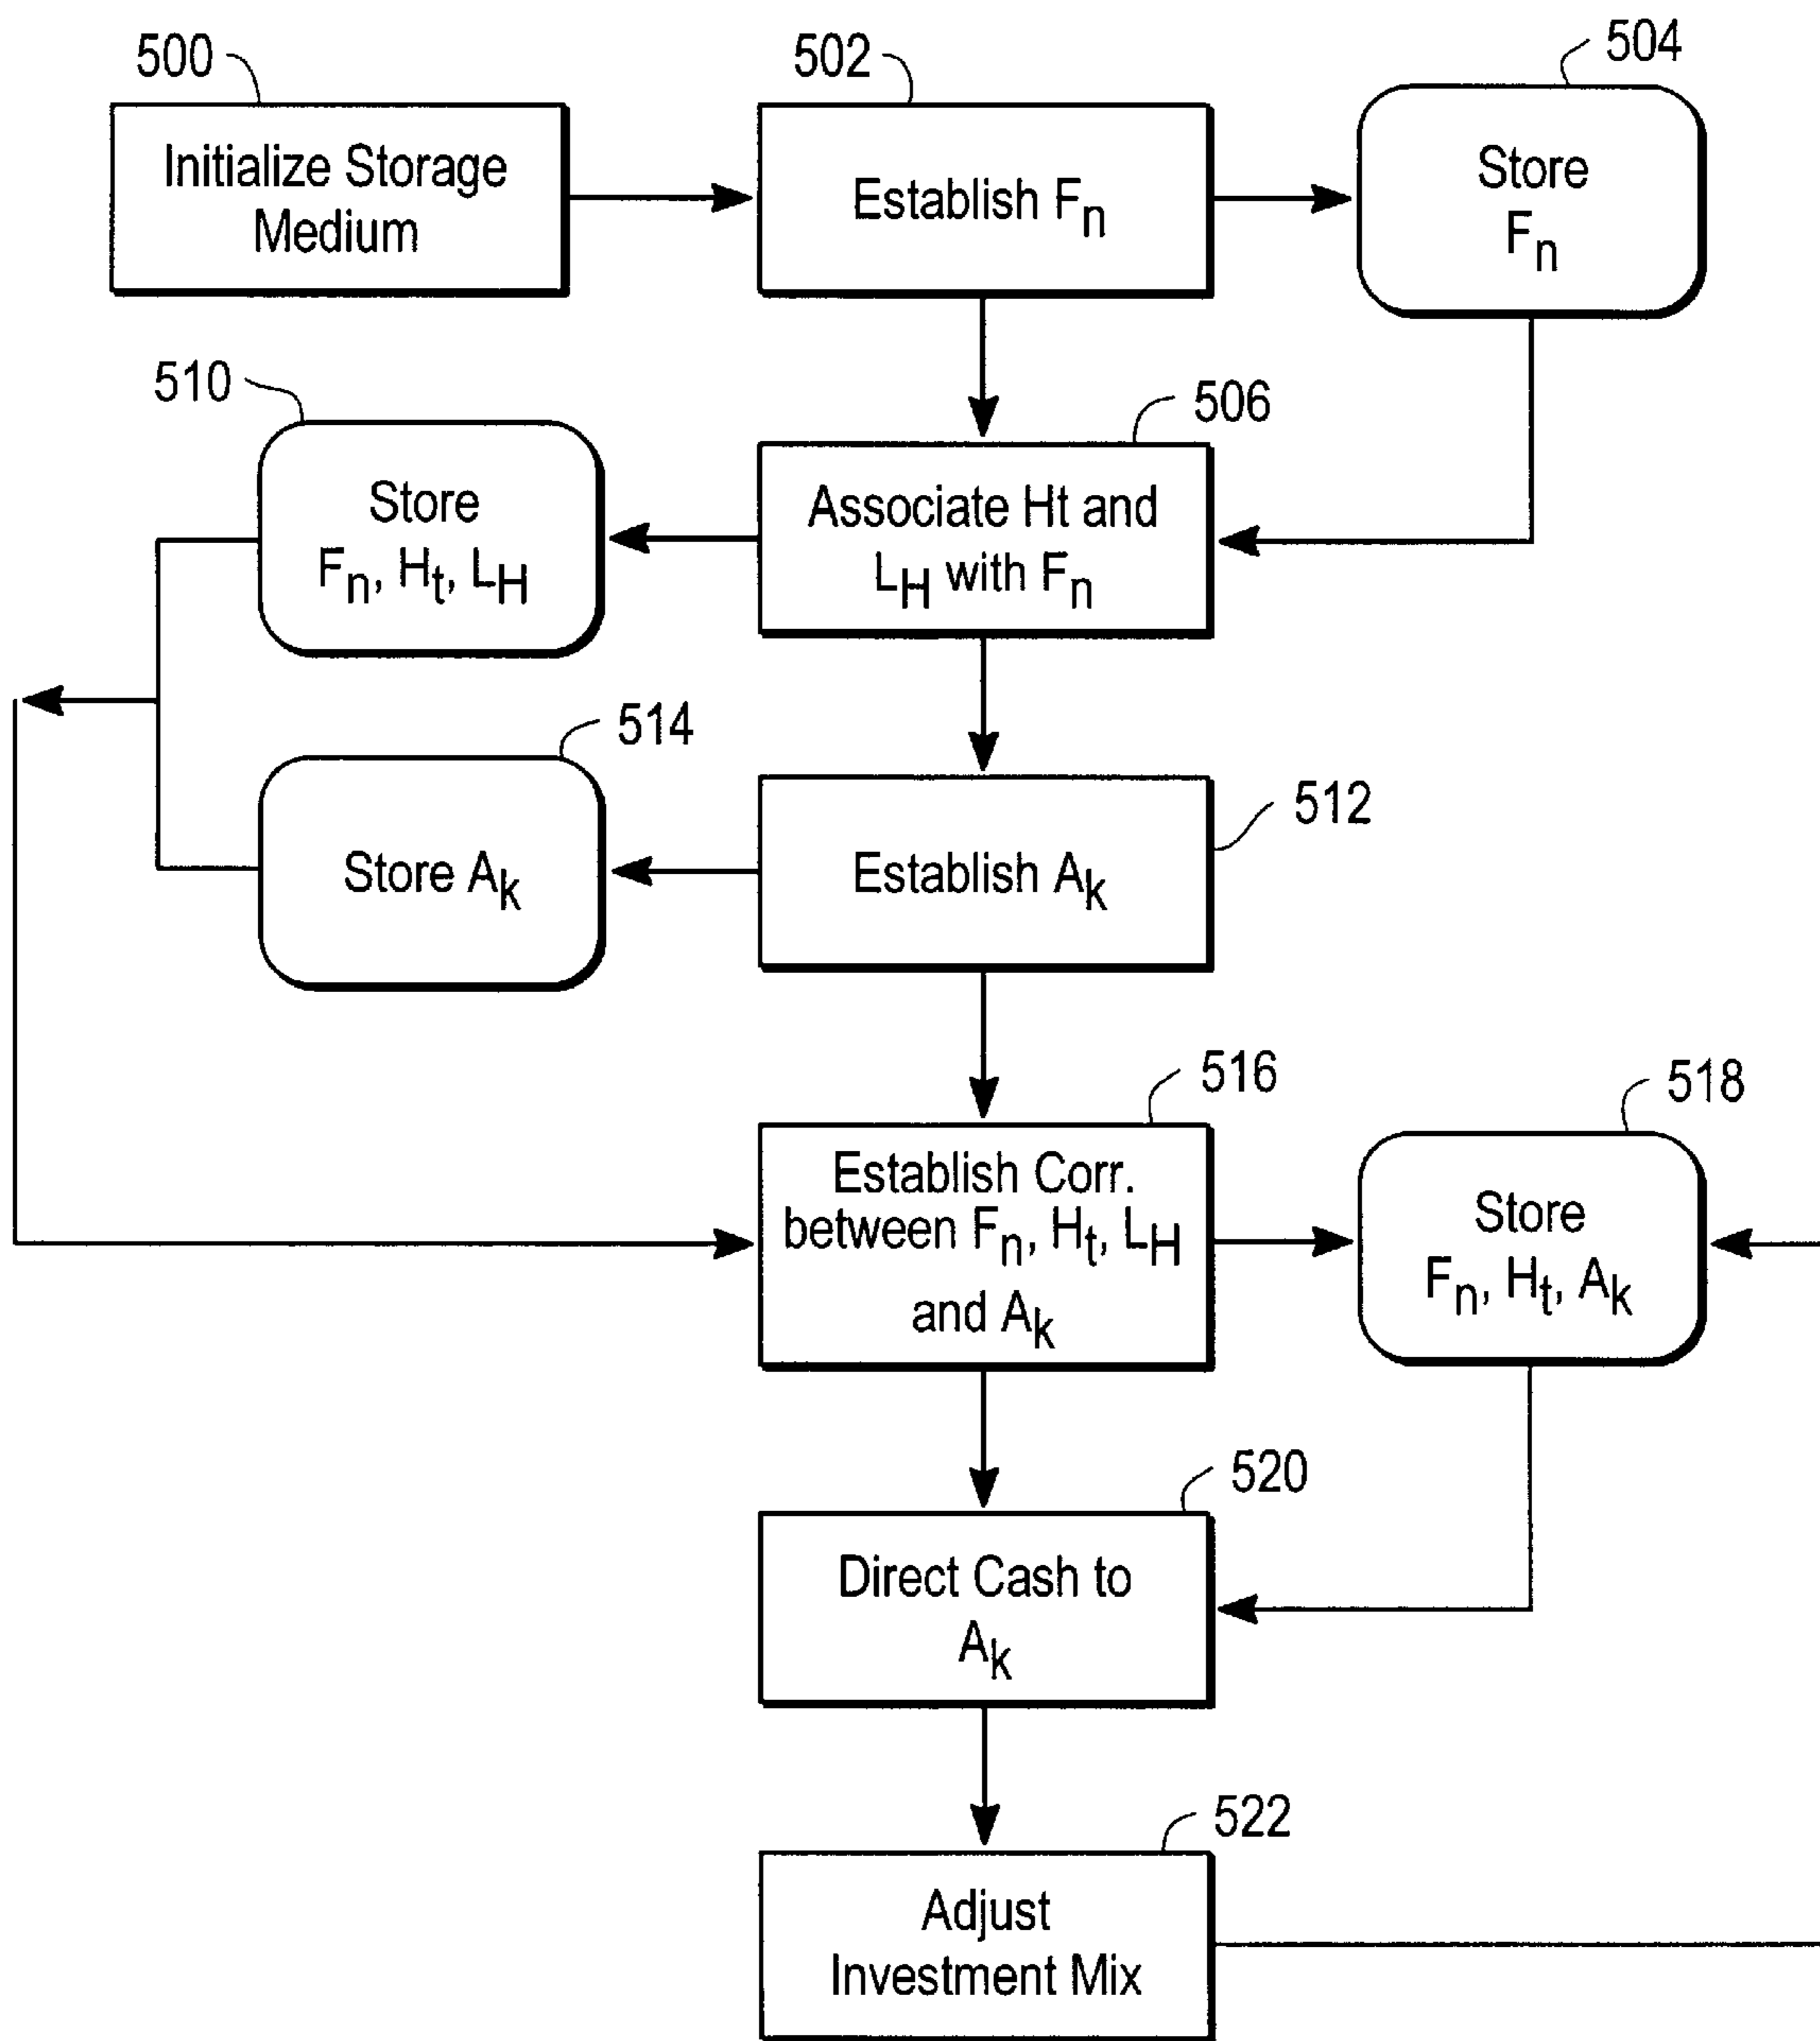 500
502
504
Initialize Storage
Medium
Establish Fn
Store
Fn
510
506
Store
Fn, Ht, LH
Associate Ht and
LH with Fn
514
512
Store Ak
Establish Ak
516
518
Establish Corr.
between Fn, Ht, LH
and Ak
Store
Fn, Ht, Ak
520
Direct Cash to
Ak
522
Adjust
Investment Mix